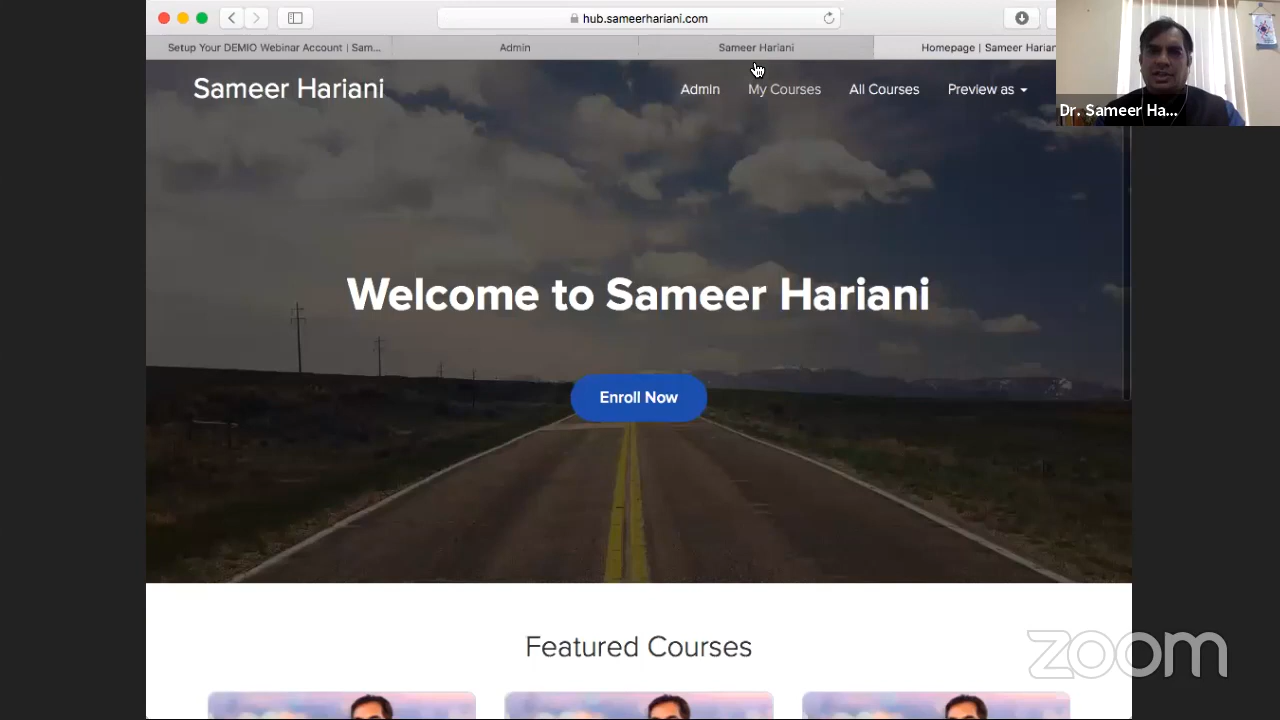 hub.sameerhariani.com
Setup Your DEMIO Webinar Account | Sam...
Admin
Sameer Hariani
Homepage | Sameer Harian
Sameer Hariani
Admin
My Courses
All Courses
Preview as
Dr. Sameer Ha...
Welcome to Sameer Hariani
Enroll Now
Featured Courses
zoom